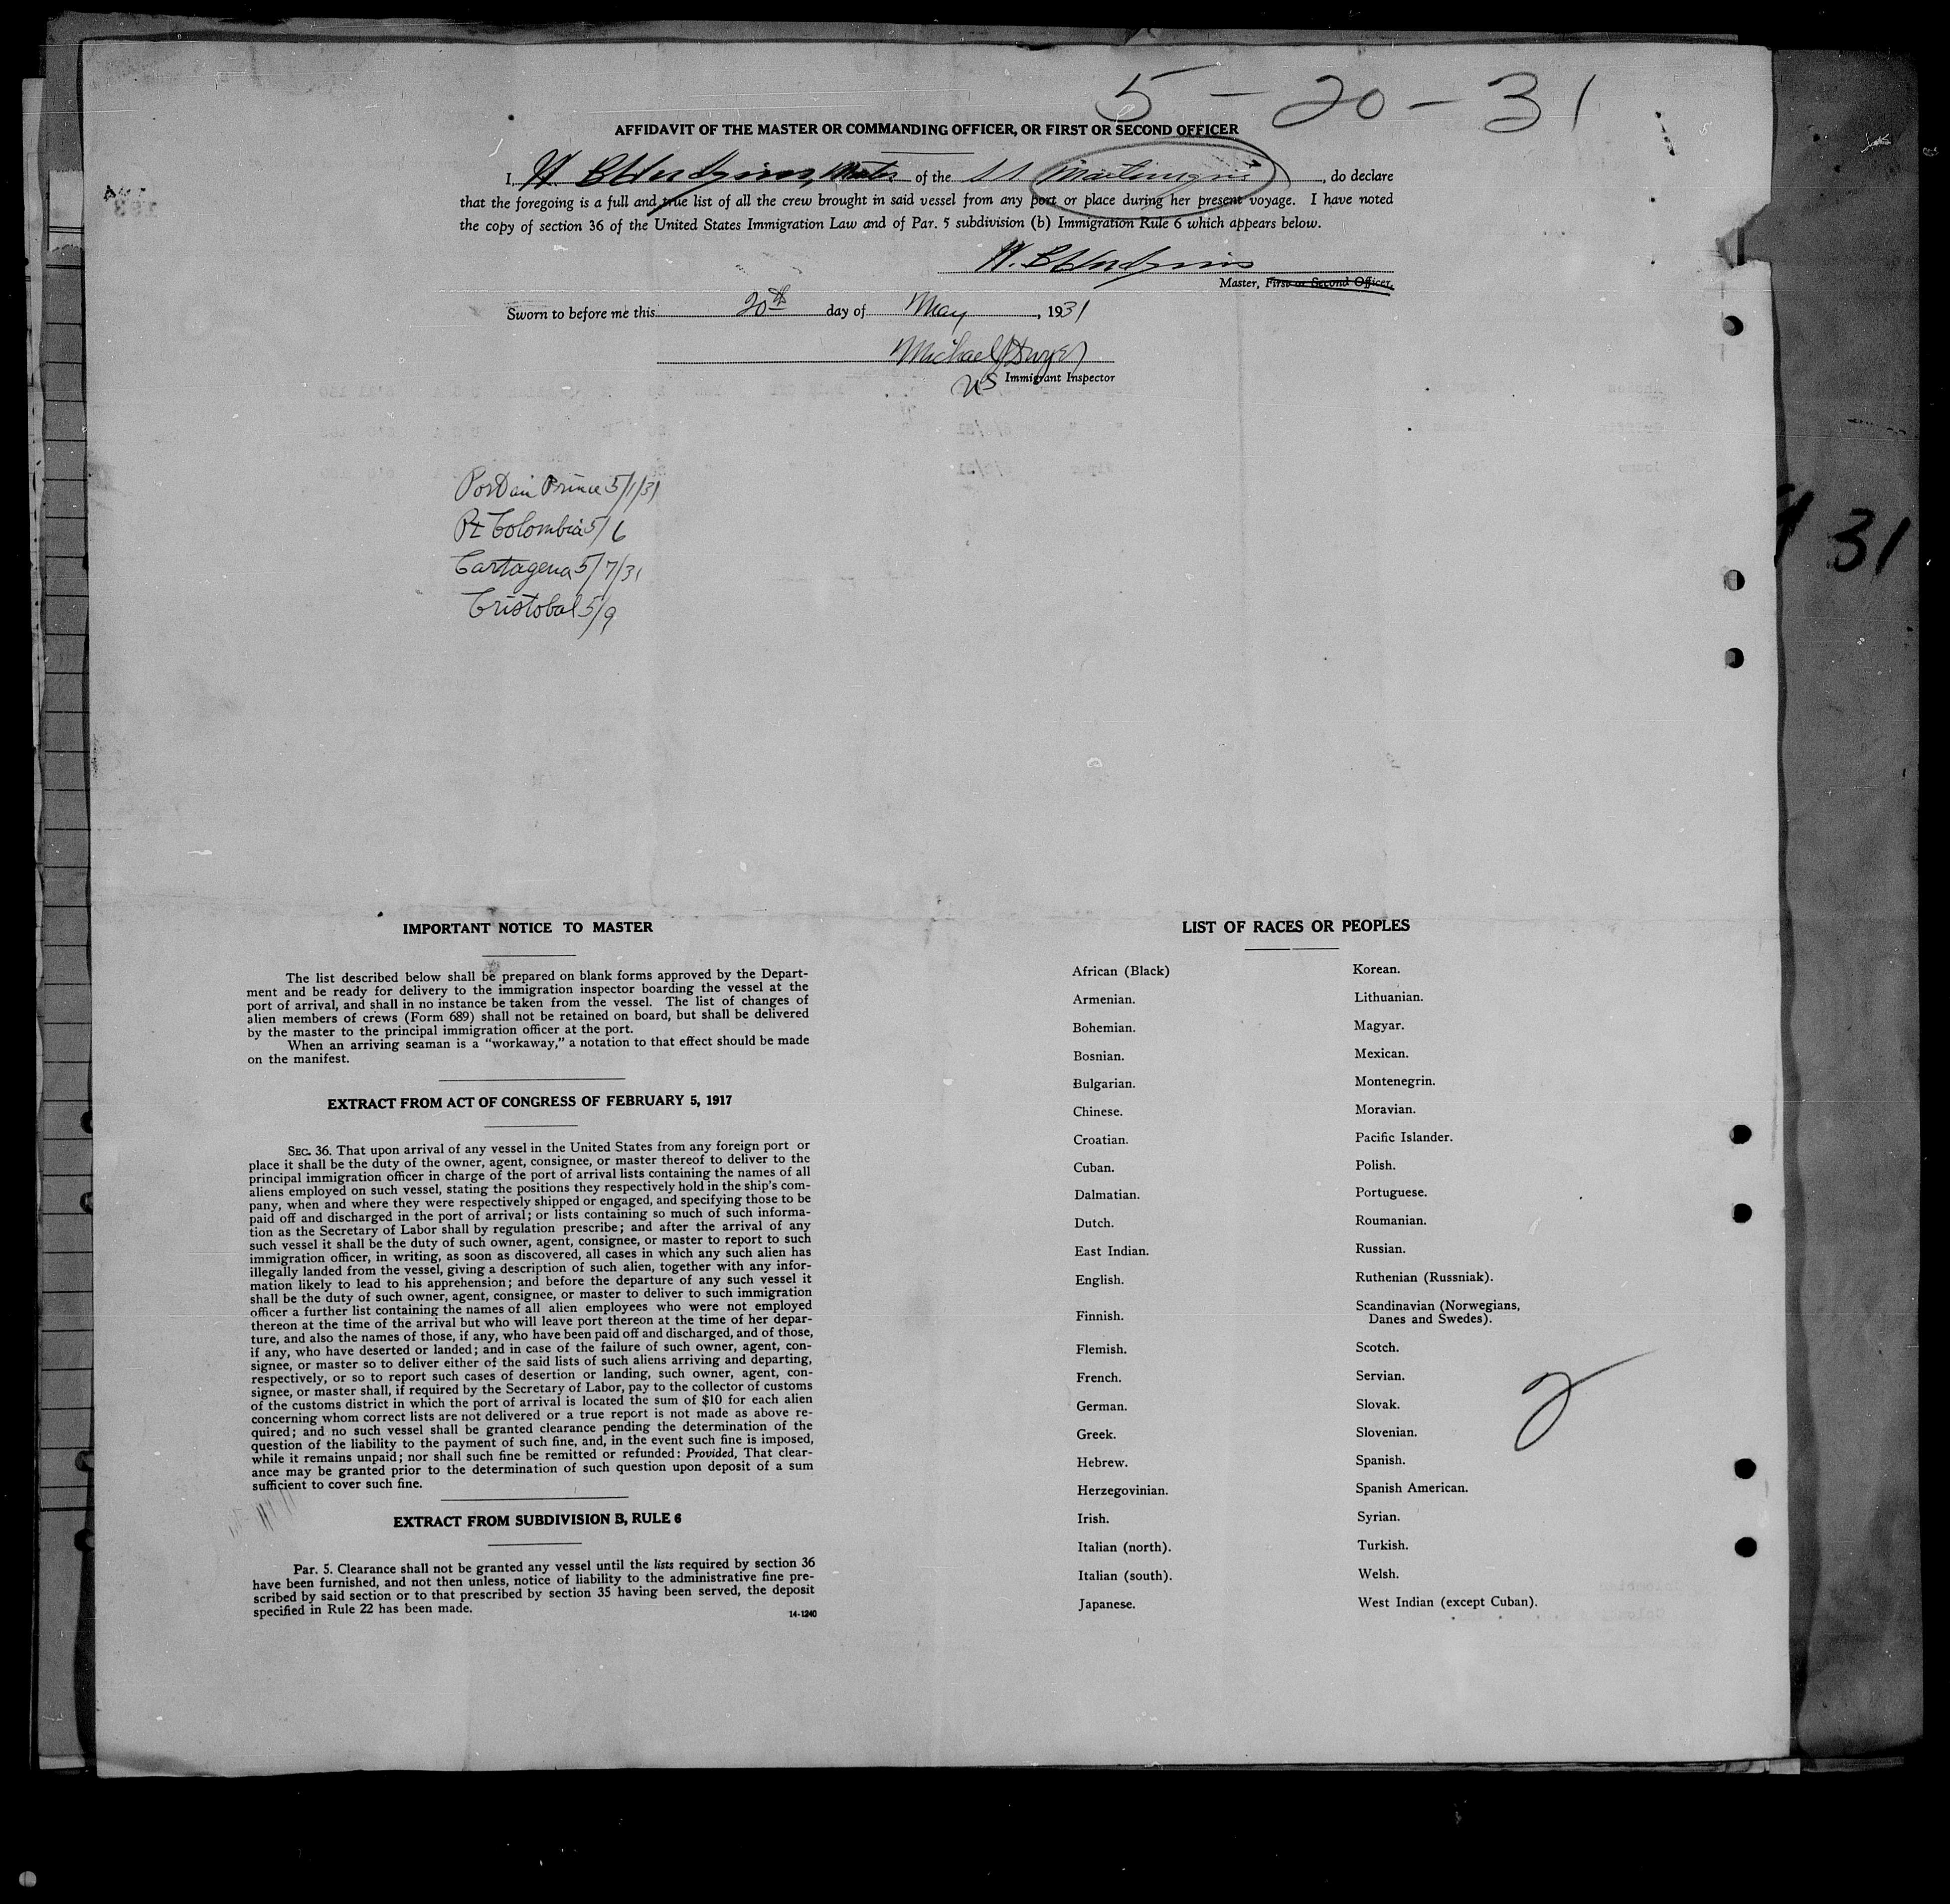 5-20-31
AFFIDAVIT OF THE MASTER OR COMMANDING OFFICER, OR FIRST OR SECOND OFFICER
I, W. of the SS Martinique, do declare
that the foregoing is a full and true list of all the crew brought in said vessel from any port or place during her present voyage. I have noted
the copy of section 36 of the United States Immigration Law and of Par. 5 subdivision (b) Immigration Rule 6 which appears below.
W.
Master, First or Second Officer.
Sworn to before me this 20th day of May, 1931
Michael J Dwyer
US Immigrant Inspector
Port au Prince 5/1/31
Pt Colombia 5/6
Cartagena 5/7/31
Cristobal 5/9
31
IMPORTANT NOTICE TO MASTER
The list described below shall be prepared on blank forms approved by the Depart-
ment and be ready for delivery to the immigration inspector boarding the vessel at the
port of arrival, and shall in no instance be taken from the vessel. The list of changes of
alien members of crews (Form 689) shall not be retained on board, but shall be delivered
by the master to the principal immigration officer at the port.
When an arriving seaman is a "workaway," a notation to that effect should be made
on the manifest.
EXTRACT FROM ACT OF CONGRESS OF FEBRUARY 5, 1917
SEC. 36. That upon arrival of any vessel in the United States from any foreign port or
place it shall be the duty of the owner, agent, consignee, or master thereof to deliver to the
principal immigration officer in charge of the port of arrival lists containing the names of all
aliens employed on such vessel, stating the positions they respectively hold in the ship's com-
pany, when and where they were respectively shipped or engaged, and specifying those to be
paid off and discharged in the port of arrival; or lists containing so much of such informa-
tion as the Secretary of Labor shall by regulation prescribe; and after the arrival of any
such vessel it shall be the duty of such owner, agent, consignee, or master to report to such
immigration officer, in writing, as soon as discovered, all cases in which any such alien has
illegally landed from the vessel, giving a description of such alien, together with any infor-
mation likely to lead to his apprehension; and before the departure of any such vessel it
shall be the duty of such owner, agent, consignee, or master to deliver to such immigration
officer a further list containing the names of all alien employees who were not employed
thereon at the time of the arrival but who will leave port thereon at the time of her depar-
ture, and also the names of those, if any, who have been paid off and discharged, and of those,
if any, who have deserted or landed; and in case of the failure of such owner, agent, con-
signee, or master so to deliver either of the said lists of such aliens arriving and departing,
respectively, or so to report such cases of desertion or landing, such owner, agent, con-
signee, or master shall, if required by the Secretary of Labor, pay to the collector of customs
of the customs district in which the port of arrival is located the sum of $10 for each alien
concerning whom correct lists are not delivered or a true report is not made as above re-
quired; and no such vessel shall be granted clearance pending the determination of the
question of the liability to the payment of such fine, and, in the event such fine is imposed,
while it remains unpaid; nor shall such fine be remitted or refunded: Provided, That clear-
ance may be granted prior to the determination of such question upon deposit of a sum
sufficient to cover such fine.
EXTRACT FROM SUBDIVISION B, RULE 6
Par. 5. Clearance shall not be granted any vessel until the lists required by section 36
have been furnished, and not then unless, notice of liability to the administrative fine pre-
scribed by said section or to that prescribed by section 35 having been served, the deposit
specified in Rule 22 has been made.
14-1240
LIST OF RACES OR PEOPLES
African (Black)
Armenian.
Bohemian.
Bosnian.
Bulgarian.
Chinese.
Croatian.
Cuban.
Dalmatian.
Dutch.
East Indian.
English.
Finnish.
Flemish.
French.
German.
Greek.
Hebrew.
Herzegovinian.
Irish.
Italian (north).
Italian (south).
Japanese.
Korean.
Lithuanian.
Magyar.
Mexican.
Montenegrin.
Moravian.
Pacific Islander.
Polish.
Portuguese.
Roumanian.
Russian.
Ruthenian (Russniak).
Scandinavian (Norwegians,
Danes and Swedes).
Scotch.
Servian.
Slovak.
Slovenian.
Spanish.
Spanish American.
Syrian.
Turkish.
Welsh.
West Indian (except Cuban).
2